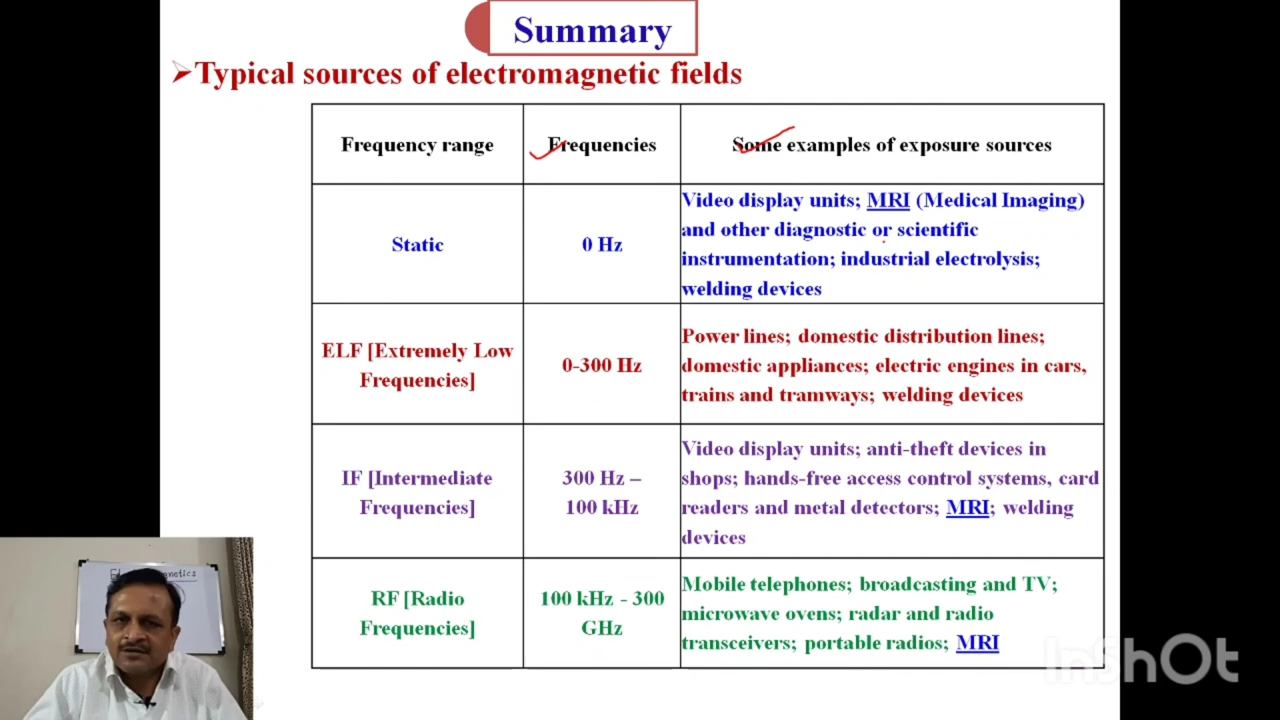 Summary
➢Typical sources of electromagnetic fields
Frequency range
Frequencies
Some examples of exposure sources
Static
0 Hz
Video display units; MRI (Medical Imaging)
and other diagnostic or scientific
instrumentation; industrial electrolysis;
welding devices
ELF [Extremely Low
Frequencies]
0-300 Hz
Power lines; domestic distribution lines;
domestic appliances; electric engines in cars,
trains and tramways; welding devices
IF [Intermediate
Frequencies]
300 Hz –
100 kHz
Video display units; anti-theft devices in
shops; hands-free access control systems, card
readers and metal detectors; MRI; welding
devices
RF [Radio
Frequencies]
100 kHz - 300
GHz
Mobile telephones; broadcasting and TV;
microwave ovens; radar and radio
transceivers; portable radios; MRI
InShOt